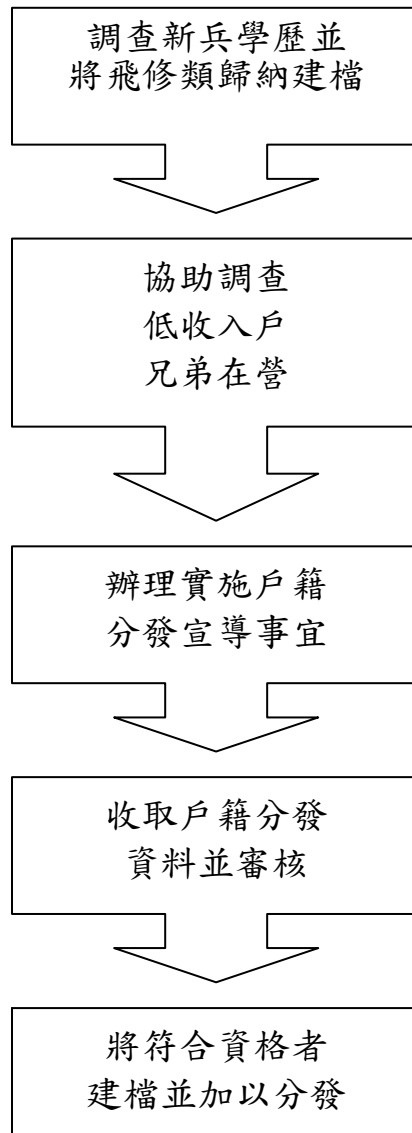 調查新兵學歷並
將飛修類歸納建檔
協助調查
低收入戶
兄弟在營
辦理實施戶籍
分發宣導事宜
收取戶籍分發
資料並審核
將符合資格者
建檔並加以分發